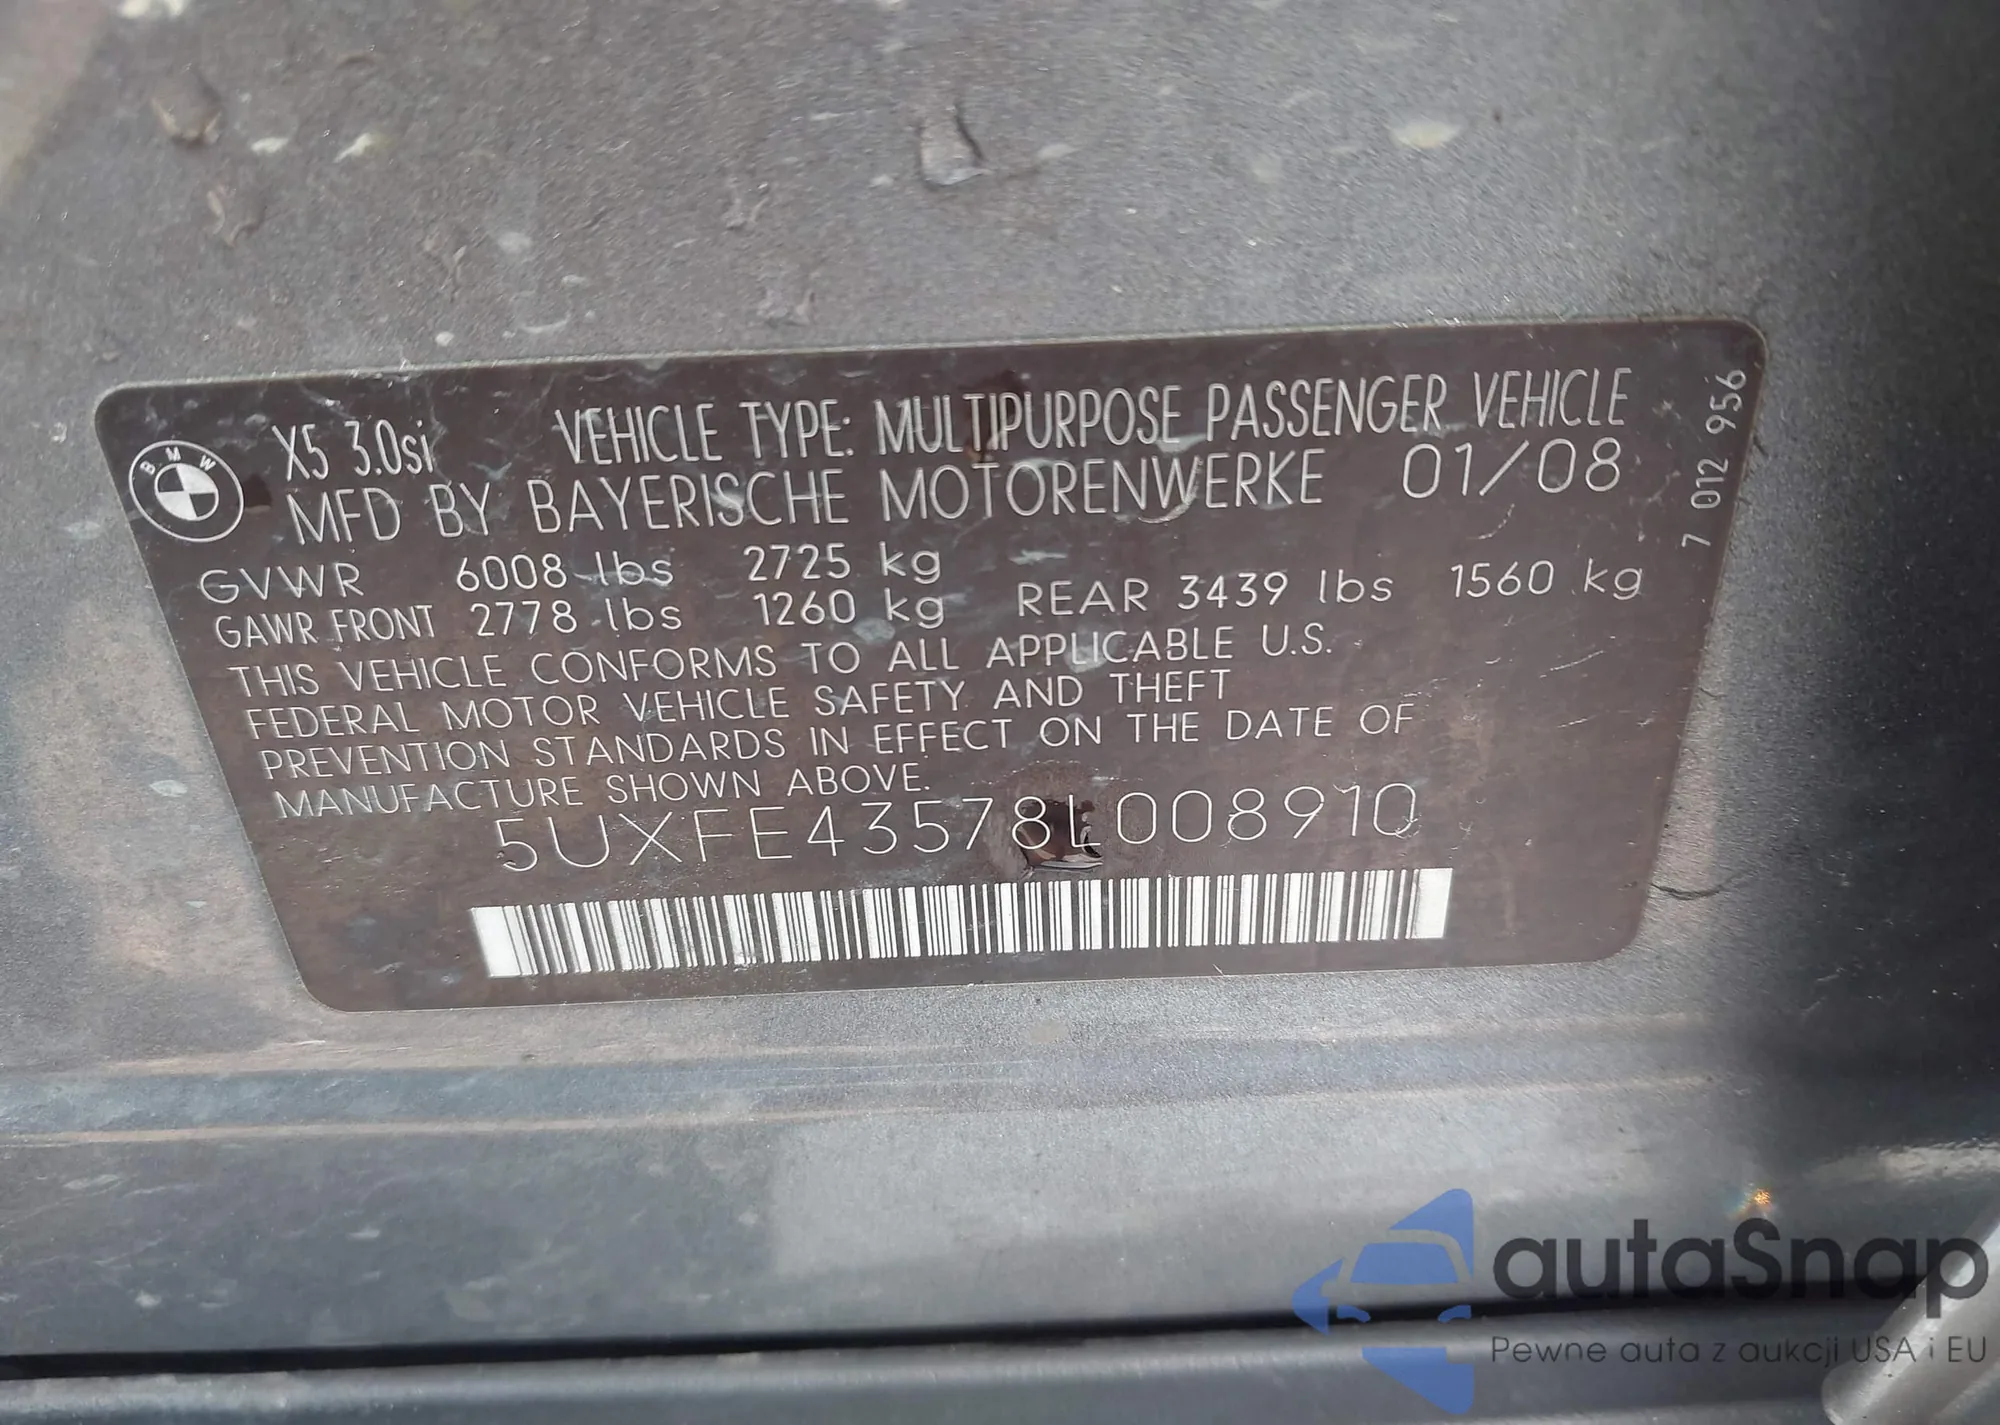 BMW
X5 3.0si VEHICLE TYPE: MULTIPURPOSE PASSENGER VEHICLE
MFD BY BAYERISCHE MOTORENWERKE 01/08
GVWR 6008 lbs 2725 kg
GAWR FRONT 2778 lbs 1260 kg REAR 3439 lbs 1560 kg
THIS VEHICLE CONFORMS TO ALL APPLICABLE U.S.
FEDERAL MOTOR VEHICLE SAFETY AND THEFT
PREVENTION STANDARDS IN EFFECT ON THE DATE OF
MANUFACTURE SHOWN ABOVE.
5UXFE43578L008910
7 012 956
autaSnap
Pewne auta z aukcji USA i EU